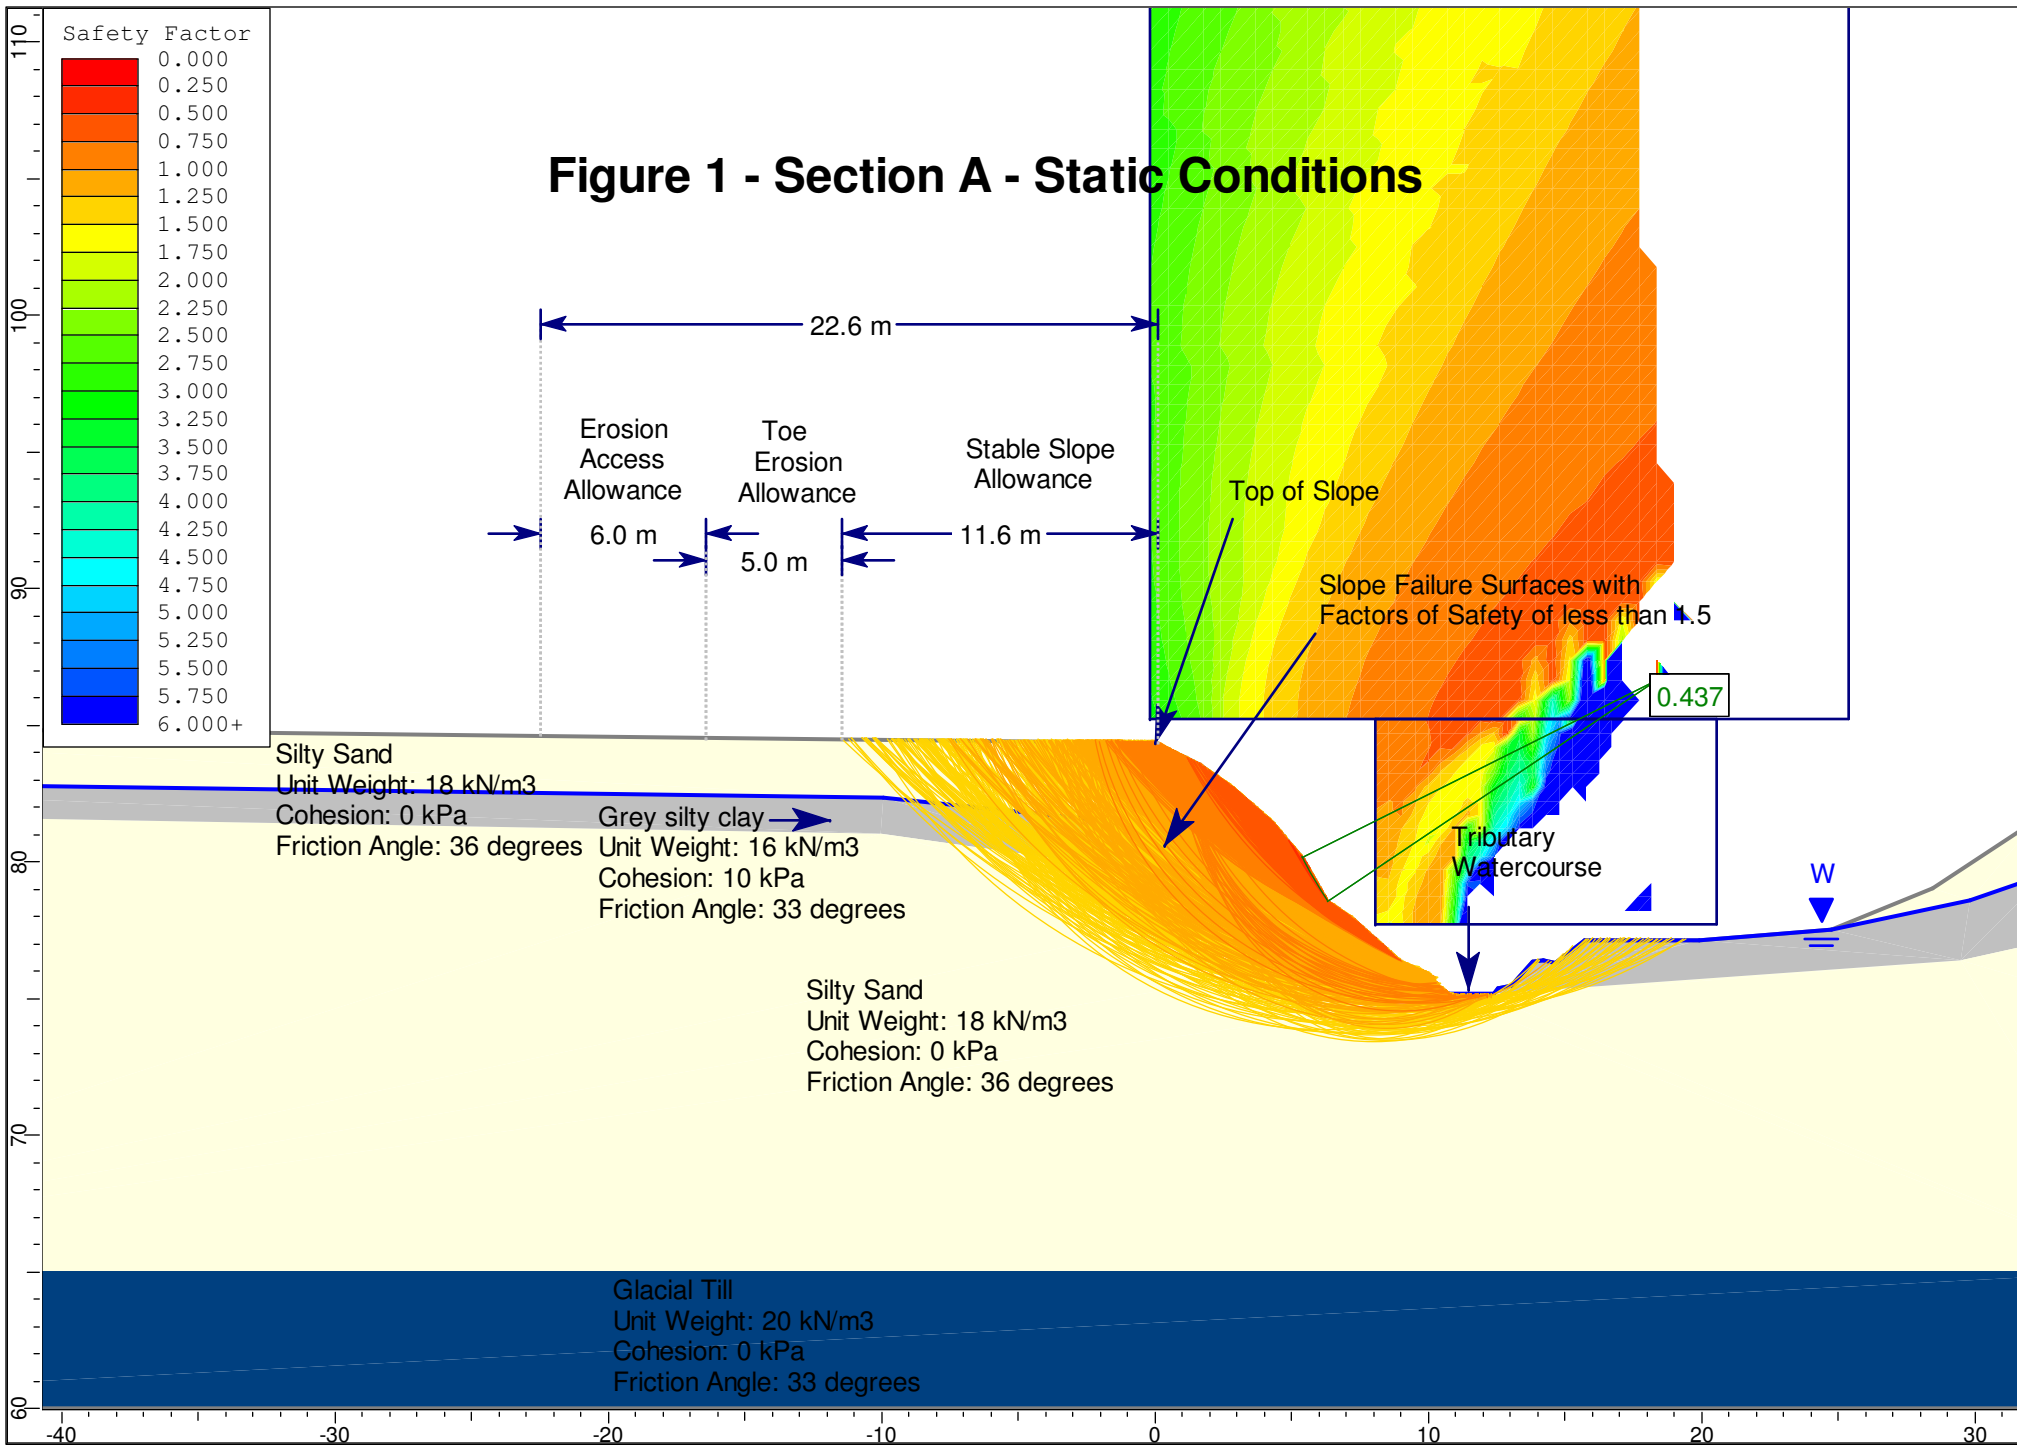 Safety Factor
0.000
0.250
0.500
0.750
1.000
1.250
1.500
1.750
2.000
2.250
2.500
2.750
3.000
3.250
3.500
3.750
4.000
4.250
4.500
4.750
5.000
5.250
5.500
5.750
6.000+
Figure 1 - Section A - Static Conditions
22.6 m
Erosion
Access
Allowance
6.0 m
Toe
Erosion
Allowance
5.0 m
Stable Slope
Allowance
11.6 m
Top of Slope
Slope Failure Surfaces with
Factors of Safety of less than 1.5
0.437
Silty Sand
Unit Weight: 18 kN/m3
Cohesion: 0 kPa
Friction Angle: 36 degrees
Grey silty clay
Unit Weight: 16 kN/m3
Cohesion: 10 kPa
Friction Angle: 33 degrees
Tributary
Watercourse
W
Silty Sand
Unit Weight: 18 kN/m3
Cohesion: 0 kPa
Friction Angle: 36 degrees
Glacial Till
Unit Weight: 20 kN/m3
Cohesion: 0 kPa
Friction Angle: 33 degrees
110
100
90
80
70
60
-40
-30
-20
-10
0
10
20
30